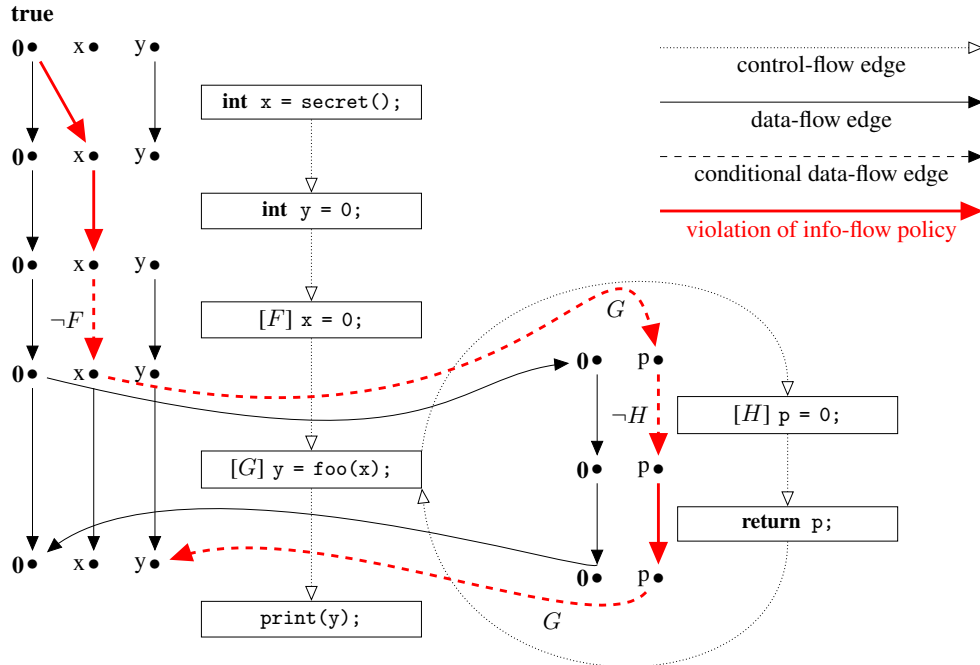 true
0 x y
int x = secret();
control-flow edge
data-flow edge
0 x y
conditional data-flow edge
int y = 0;
violation of info-flow policy
0 x y
¬F
[F] x = 0;
G
0 p
0 x y
¬H
[H] p = 0;
[G] y = foo(x);
0 p
return p;
0 x y
0 p
print(y);
G